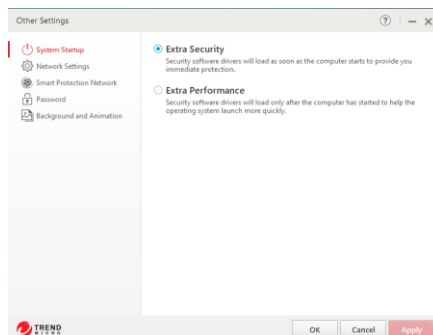 Other Settings
System Startup
Network Settings
Smart Protection Network
Password
Background and Animation
Extra Security
Security software drivers will load as soon as the computer starts to provide you
immediate protection.
Extra Performance
Security software drivers will load only after the computer has started to help the
operating system launch more quickly.
TREND
MICRO
OK
Cancel
Apply